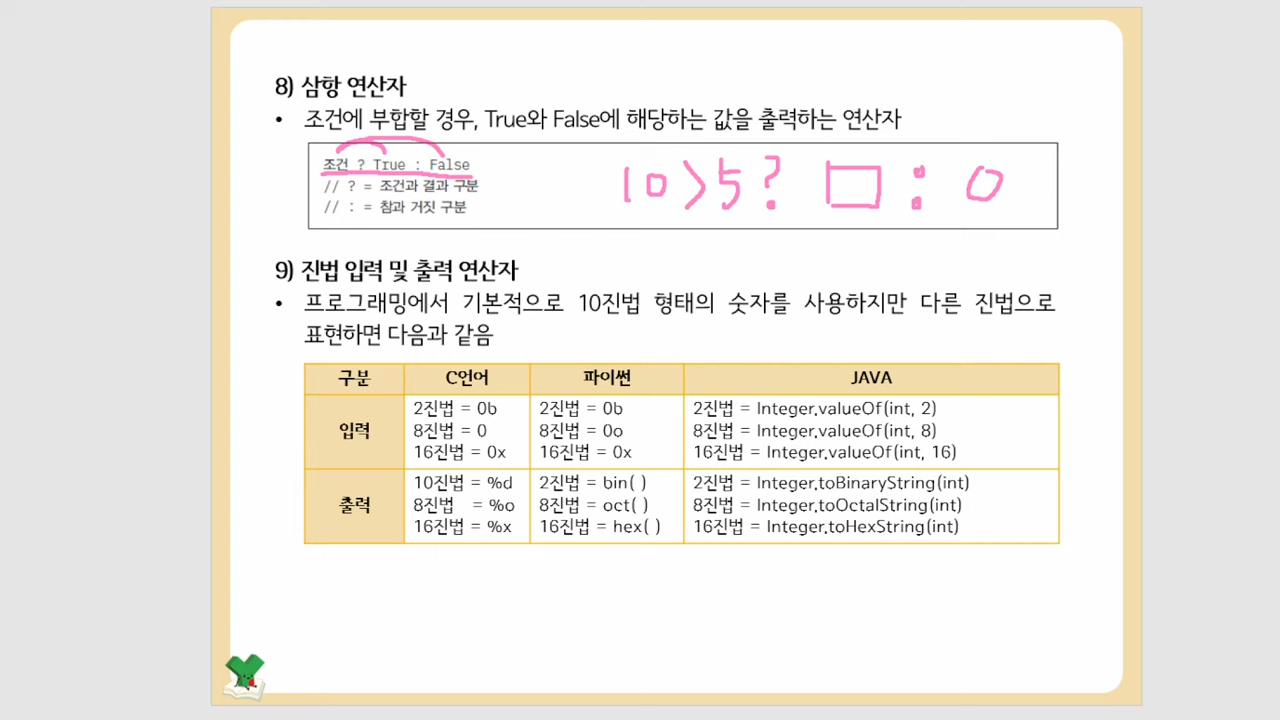 8) 삼항 연산자
• 조건에 부합할 경우, True와 False에 해당하는 값을 출력하는 연산자
조건 ? True : False
// ? = 조건과 결과 구분
// : = 참과 거짓 구분
10>5? □ : O
9) 진법 입력 및 출력 연산자
• 프로그래밍에서 기본적으로 10진법 형태의 숫자를 사용하지만 다른 진법으로
표현하면 다음과 같음
구분 C언어 파이썬 JAVA
입력
2진법 = 0b
8진법 = 0
16진법 = 0x
2진법 = 0b
8진법 = 0o
16진법 = 0x
2진법 = Integer.valueOf(int, 2)
8진법 = Integer.valueOf(int, 8)
16진법 = Integer.valueOf(int, 16)
출력
10진법 = %d
8진법 = %o
16진법 = %x
2진법 = bin( )
8진법 = oct( )
16진법 = hex( )
2진법 = Integer.toBinaryString(int)
8진법 = Integer.toOctalString(int)
16진법 = Integer.toHexString(int)